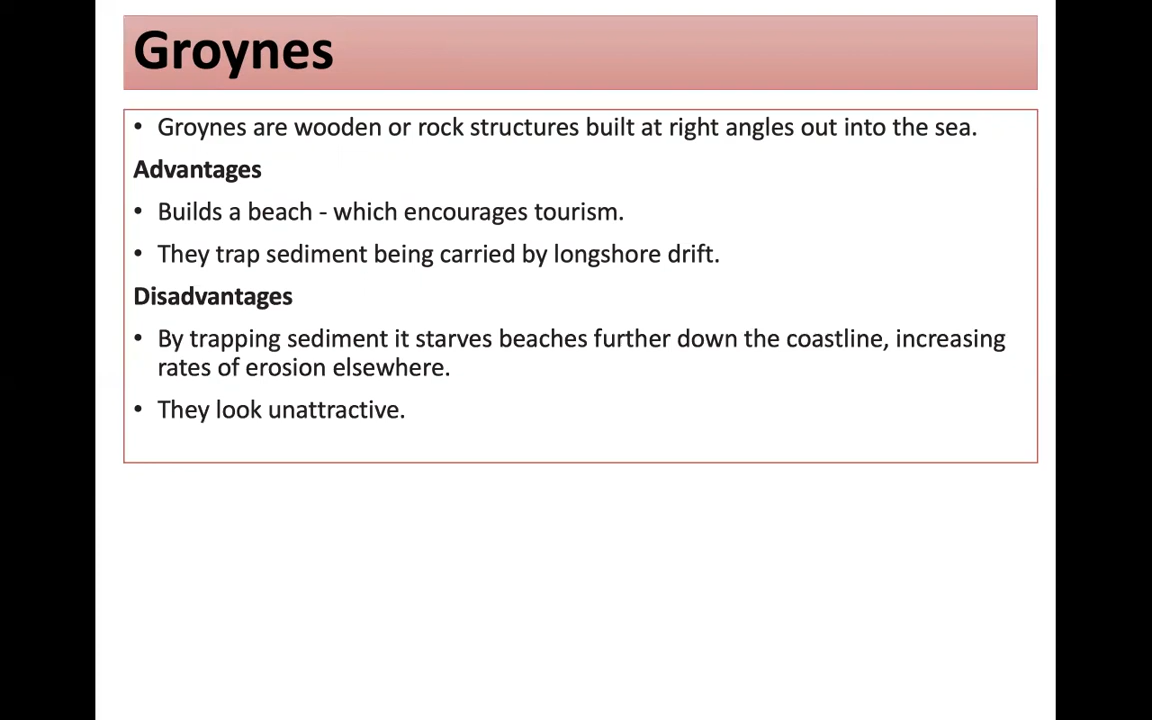 Groynes
• Groynes are wooden or rock structures built at right angles out into the sea.
Advantages
• Builds a beach - which encourages tourism.
• They trap sediment being carried by longshore drift.
Disadvantages
• By trapping sediment it starves beaches further down the coastline, increasing
rates of erosion elsewhere.
• They look unattractive.